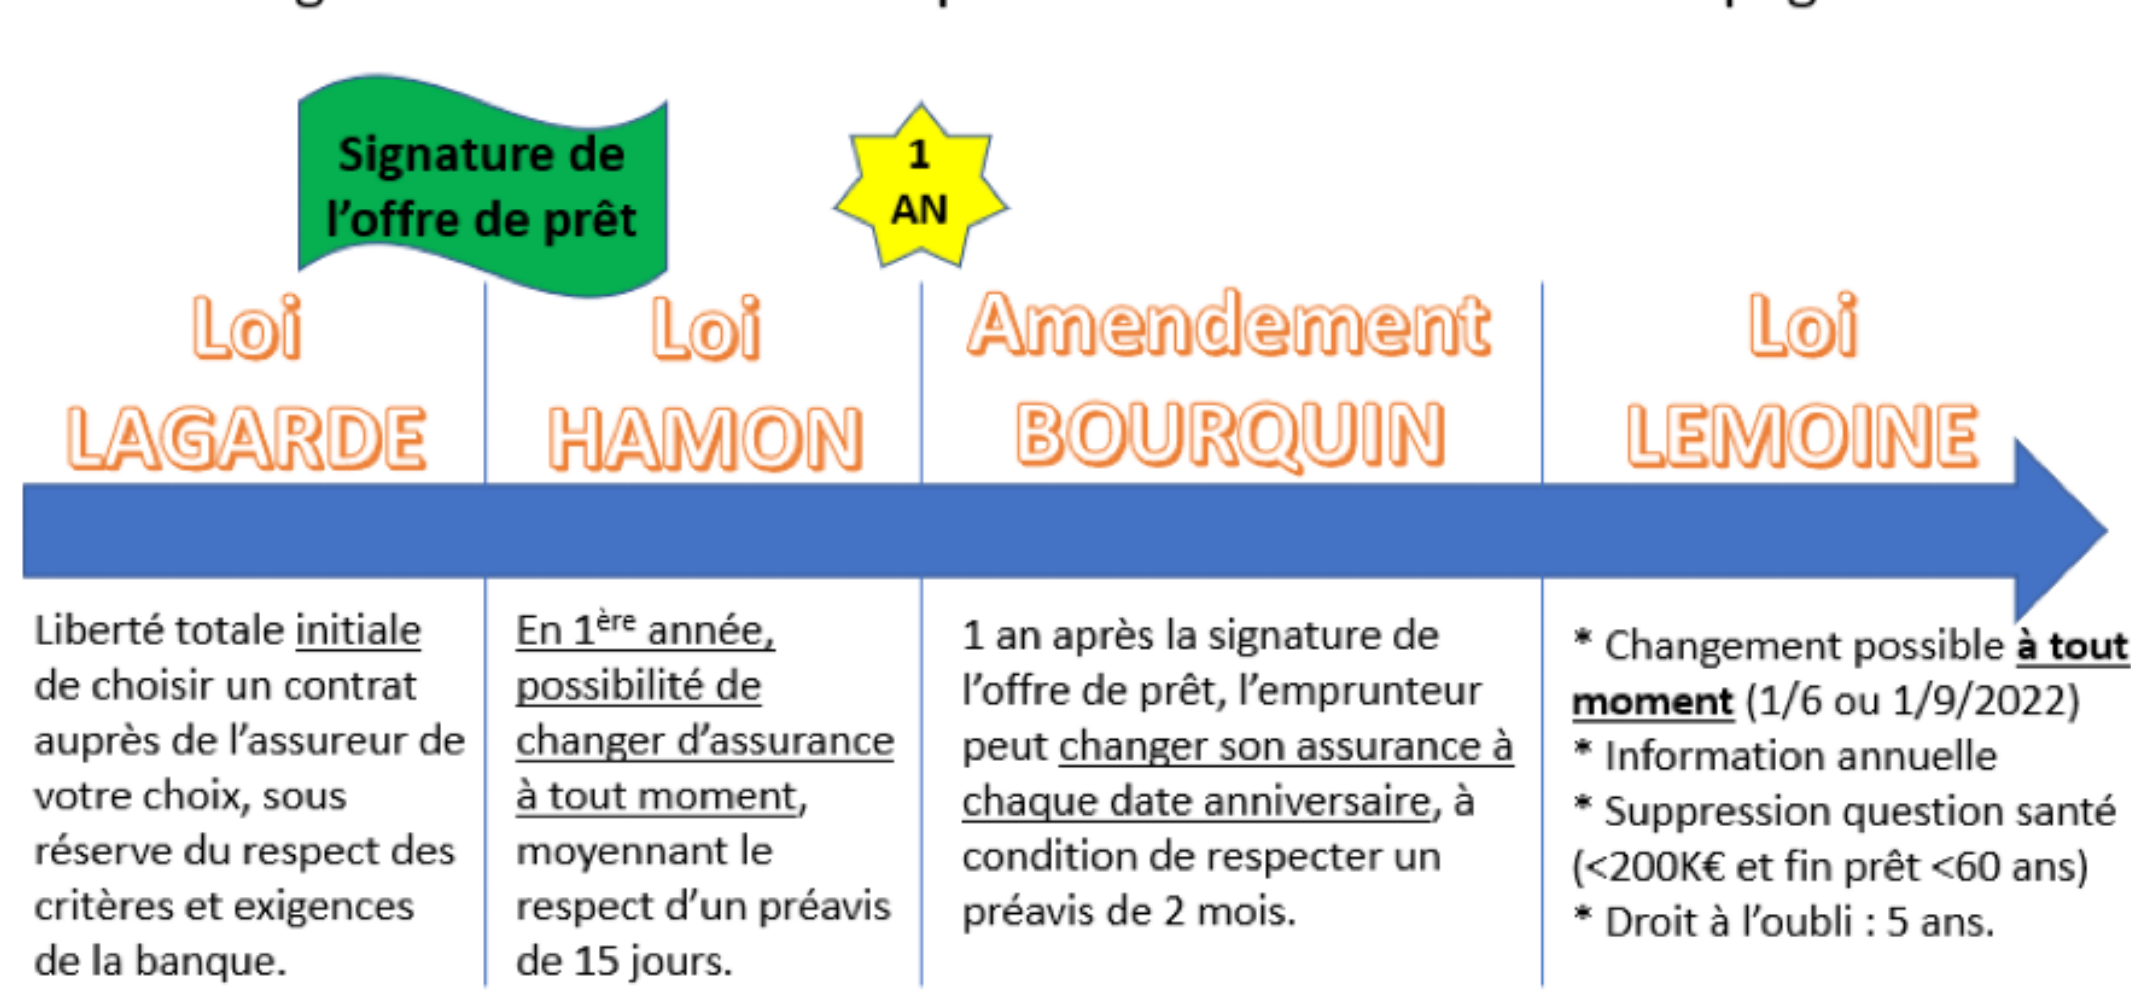 Signature de
l’offre de prêt
1
AN
Loi
LAGARDE
Loi
HAMON
Amendement
BOURQUIN
Loi
LEMOINE
Liberté totale initiale
de choisir un contrat
auprès de l’assureur de
votre choix, sous
réserve du respect des
critères et exigences
de la banque.
En 1ère année,
possibilité de
changer d’assurance
à tout moment,
moyennant le
respect d’un préavis
de 15 jours.
1 an après la signature de
l’offre de prêt, l’emprunteur
peut changer son assurance à
chaque date anniversaire, à
condition de respecter un
préavis de 2 mois.
* Changement possible à tout
moment (1/6 ou 1/9/2022)
* Information annuelle
* Suppression question santé
(<200K€ et fin prêt <60 ans)
* Droit à l’oubli : 5 ans.